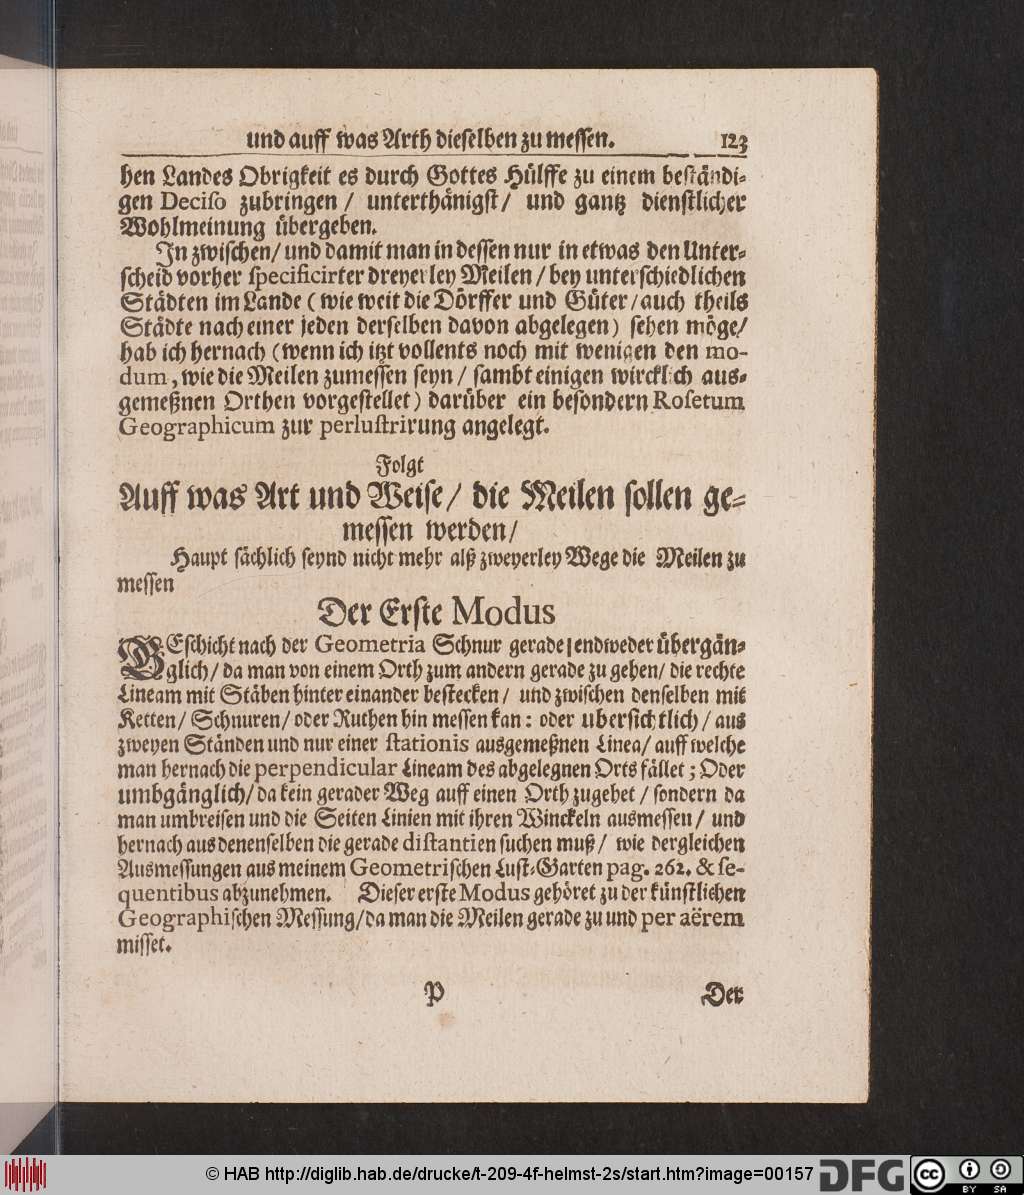 und auff was Arth dieselben zu messen. 123
hen Landes Obrigkeit es durch Gottes Hülffe zu einem beständi-
gen Deciso zubringen / unterthänigst / und gantz dienstlicher
Wohlmeinung übergeben.
In zwischen / und damit man in dessen nur in etwas den Unter-
scheid vorher specificirter dreyerley Meilen / bey unterschiedlichen
Städten im Lande (wie weit die Dörffer und Güter / auch theils
Städte nach einer jeden derselben davon abgelegen) sehen möge /
hab ich hernach (wenn ich itzt vollents noch mit wenigen den mo-
dum, wie die Meilen zumessen seyn / sambt einigen wircklich aus-
gemeßnen Orthen vorgestellet) darüber ein besondern Rosetum
Geographicum zur perlustrirung angelegt.
Folgt
Auff was Art und Weise / die Meilen sollen ge-
messen werden /
Haupt sächlich seynd nicht mehr alß zweyerley Wege die Meilen zu
messen
Der Erste Modus
GEschicht nach der Geometria Schnur gerade | endweder übergän-
glich / da man von einem Orth zum andern gerade zu gehen / die rechte
Lineam mit Stäben hinter einander bestecken / und zwischen denselben mit
Ketten / Schnuren / oder Ruthen hin messen kan: oder ubersichtlich / aus
zweyen Ständen und nur einer stationis ausgemeßnen Linea / auff welche
man hernach die perpendicular Lineam des abgelegnen Orts fället; Oder
umbgänglich / da kein gerader Weg auff einen Orth zugehet / sondern da
man umbreisen und die Seiten Linien mit ihren Winckeln ausmessen / und
hernach aus denenselben die gerade distantien suchen muß / wie dergleichen
Ausmessungen aus meinem Geometrischen Lust-Garten pag. 262. & se-
quentibus abzunehmen. Dieser erste Modus gehöret zu der künstlichen
Geographischen Messung / da man die Meilen gerade zu und per aërem
misset.
P Der
© HAB http://diglib.hab.de/drucke/t-209-4f-helmst-2s/start.htm?image=00157 DFG cc BY SA